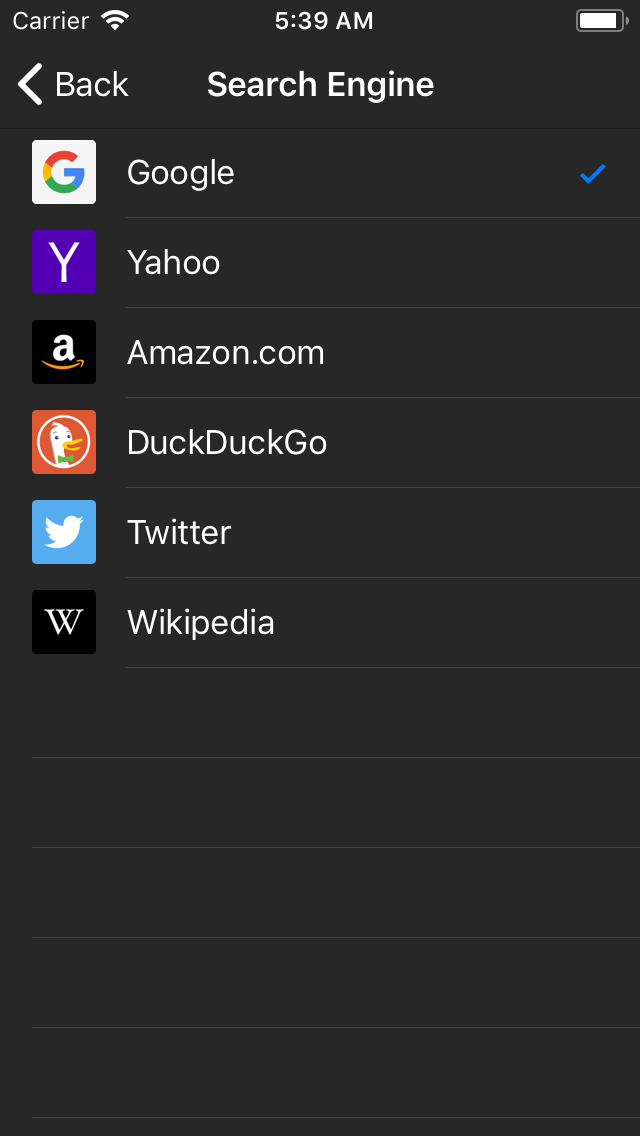 Carrier 5:39 AM
Back Search Engine
G Google
Y Yahoo
a Amazon.com
DuckDuckGo
Twitter
W Wikipedia